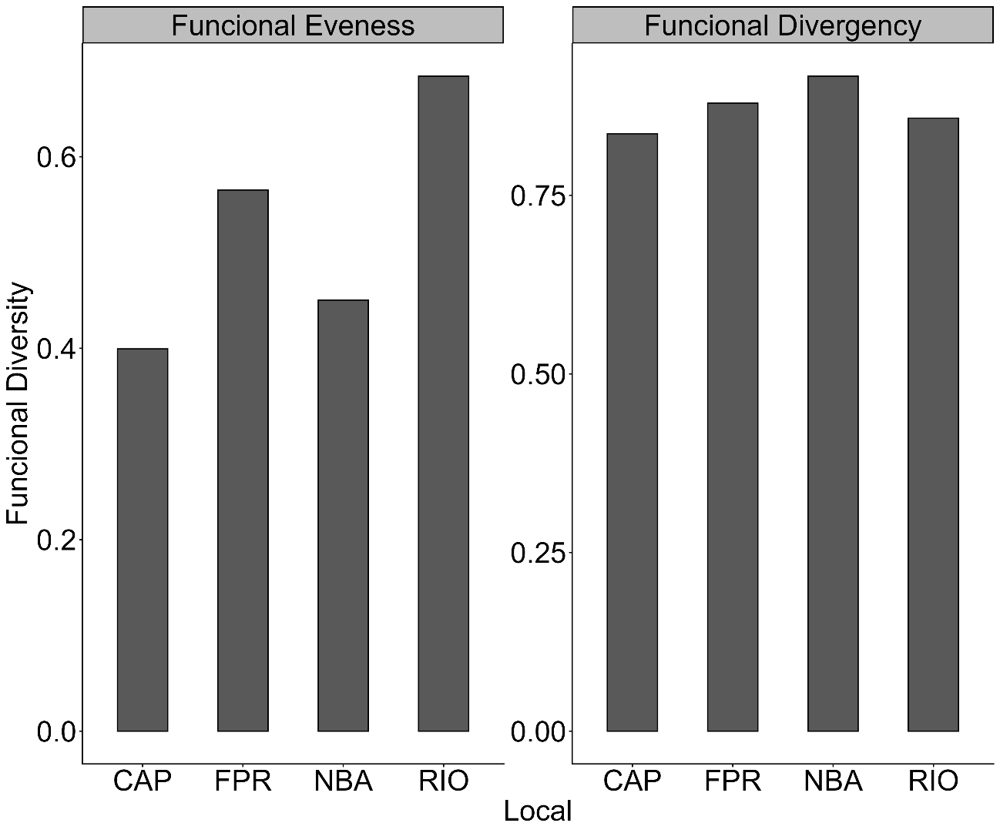 Funcional Eveness
Funcional Divergency
Funcional Diversity
0.6
0.4
0.2
0.0
0.75
0.50
0.25
0.00
CAP FPR NBA RIO
CAP FPR NBA RIO
Local